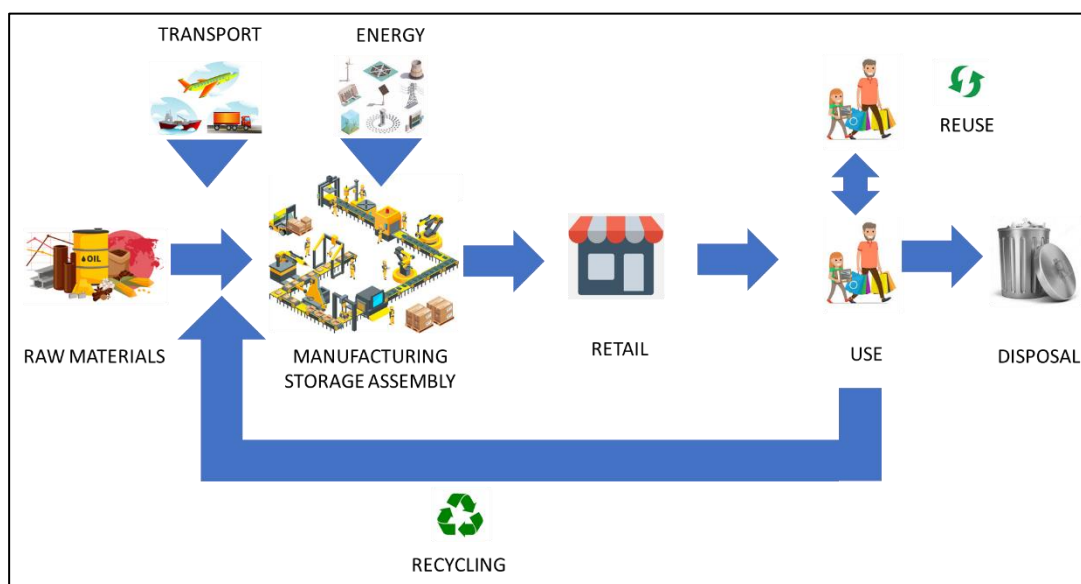 TRANSPORT
ENERGY
REUSE
OIL
RAW MATERIALS
MANUFACTURING
STORAGE ASSEMBLY
RETAIL
USE
DISPOSAL
RECYCLING